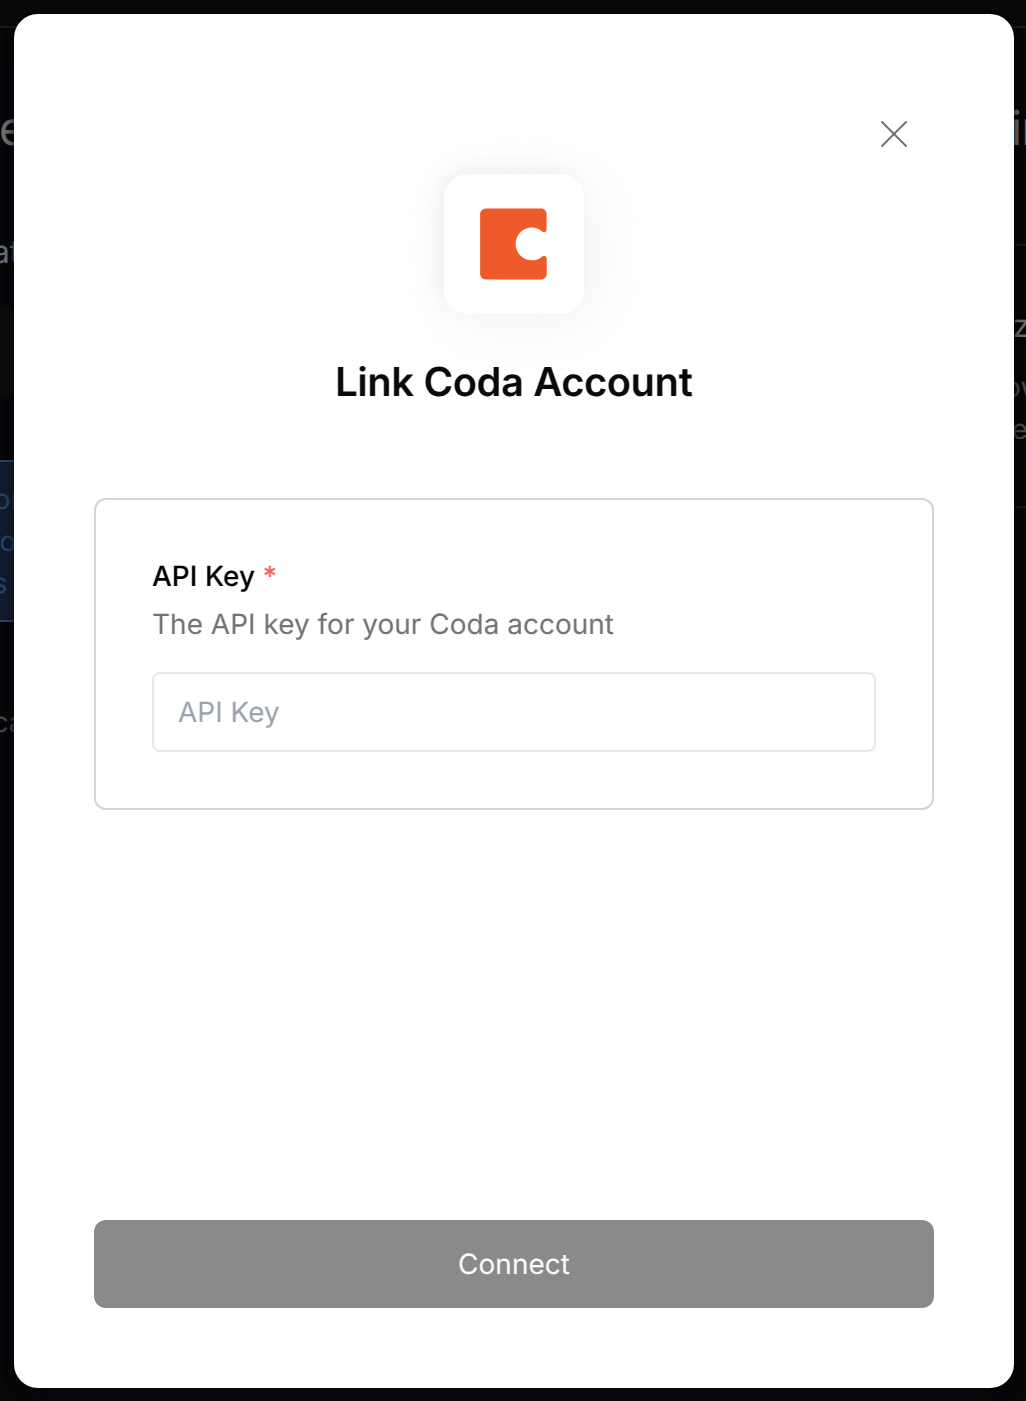 Link Coda Account
API Key *
The API key for your Coda account
API Key
Connect